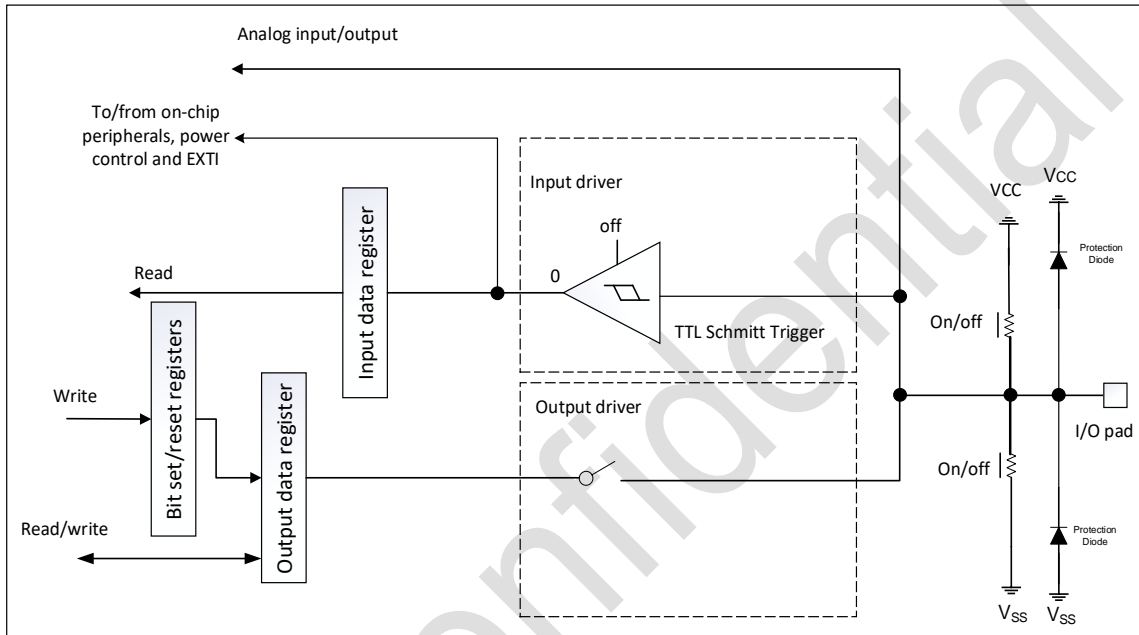 Analog input/output
To/from on-chip
peripherals, power
control and EXTI
Input driver
off
0
TTL Schmitt Trigger
Read
Input data register
Bit set/reset registers
Write
Output data register
Read/write
Output driver
VCC
VCC
Protection
Diode
On/off
I/O pad
On/off
Protection
Diode
VSS
VSS